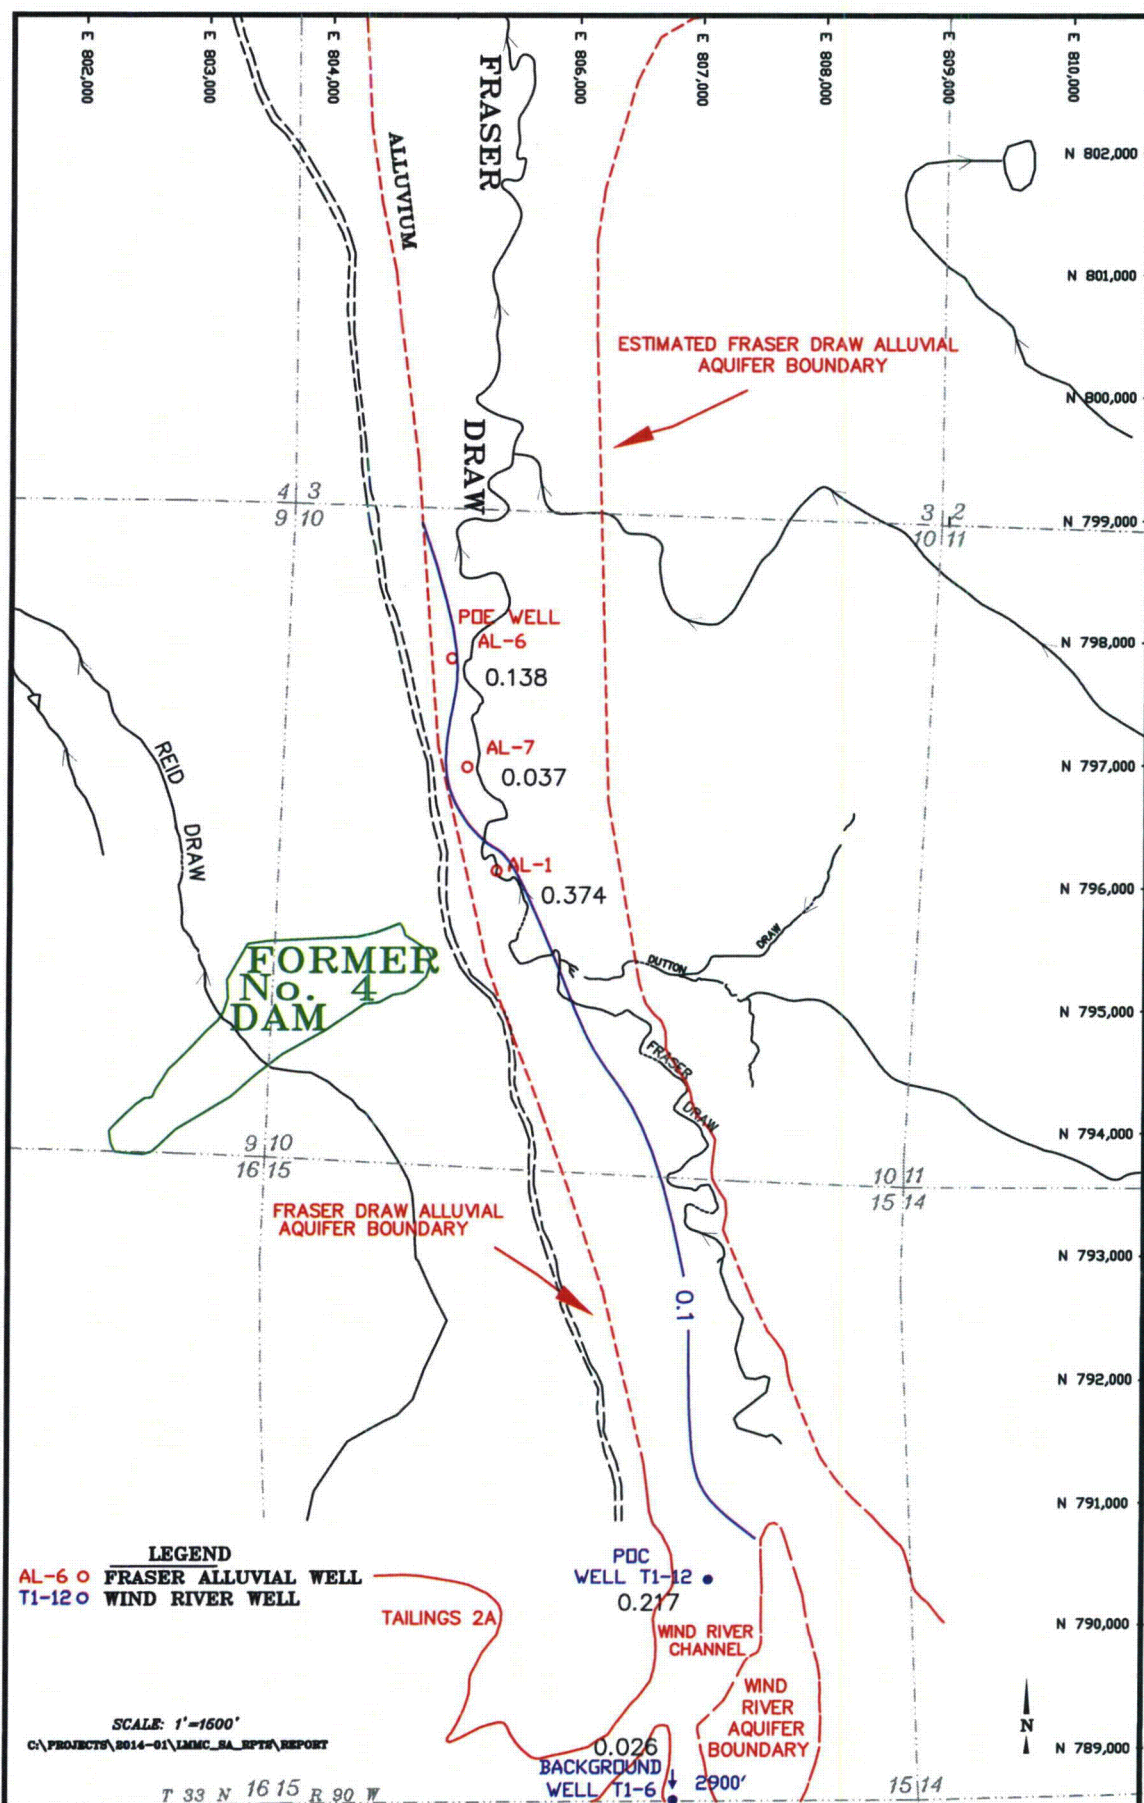 E 802,000
E 803,000
E 804,000
E 806,000
E 807,000
E 808,000
E 809,000
E 810,000
FRASER
DRAW
ALLUVIUM
N 802,000
N 801,000
ESTIMATED FRASER DRAW ALLUVIAL
AQUIFER BOUNDARY
N 800,000
4 3
9 10
3 2
10 11
N 799,000
POE WELL
AL-6
0.138
N 798,000
REID
DRAW
AL-7
0.037
N 797,000
AL-1
0.374
N 796,000
FORMER
No. 4
DAM
DUTTON
DRAW
N 795,000
FRASER
DRAW
N 794,000
9 10
16 15
10 11
15 14
FRASER DRAW ALLUVIAL
AQUIFER BOUNDARY
N 793,000
0.1
N 792,000
N 791,000
LEGEND
AL-6 FRASER ALLUVIAL WELL
T1-12 WIND RIVER WELL
POC
WELL T1-12
0.217
TAILINGS 2A
WIND RIVER
CHANNEL
N 790,000
WIND
RIVER
AQUIFER
BOUNDARY
N
SCALE: 1'=1600'
C:\PROJECTS\2014-01\LMMC_SA_RPTS\REPORT
0.026
BACKGROUND
WELL T1-6
2900'
N 789,000
T 33 N 16 15 R 90 W
15 14